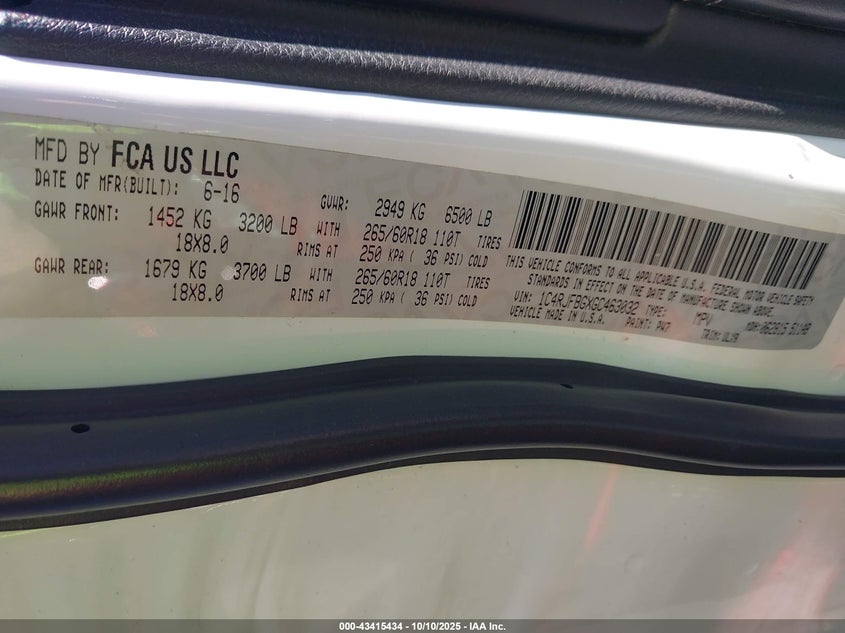 MFD BY FCA US LLC
DATE OF MFR(BUILT): 6-16
GVWR: 2949 KG 6500 LB
GAWR FRONT: 1452 KG 3200 LB WITH 265/60R18 110T TIRES
18X8.0 RIMS AT 250 KPA ( 36 PSI) COLD
GAWR REAR: 1679 KG 3700 LB WITH 265/60R18 110T TIRES
18X8.0 RIMS AT 250 KPA ( 36 PSI) COLD
THIS VEHICLE CONFORMS TO ALL APPLICABLE U.S.A. FEDERAL MOTOR VEHICLE SAFETY
STANDARDS IN EFFECT ON THE DATE OF MANUFACTURE SHOWN ABOVE.
VIN: 1C4RJFBGXGC463032 TYPE: MPV
VEHICLE MADE IN U.S.A. PAINT: PW7 MDH: 062915 511AB
TRIM:
000-43415434 - 10/10/2025 - IAA Inc.